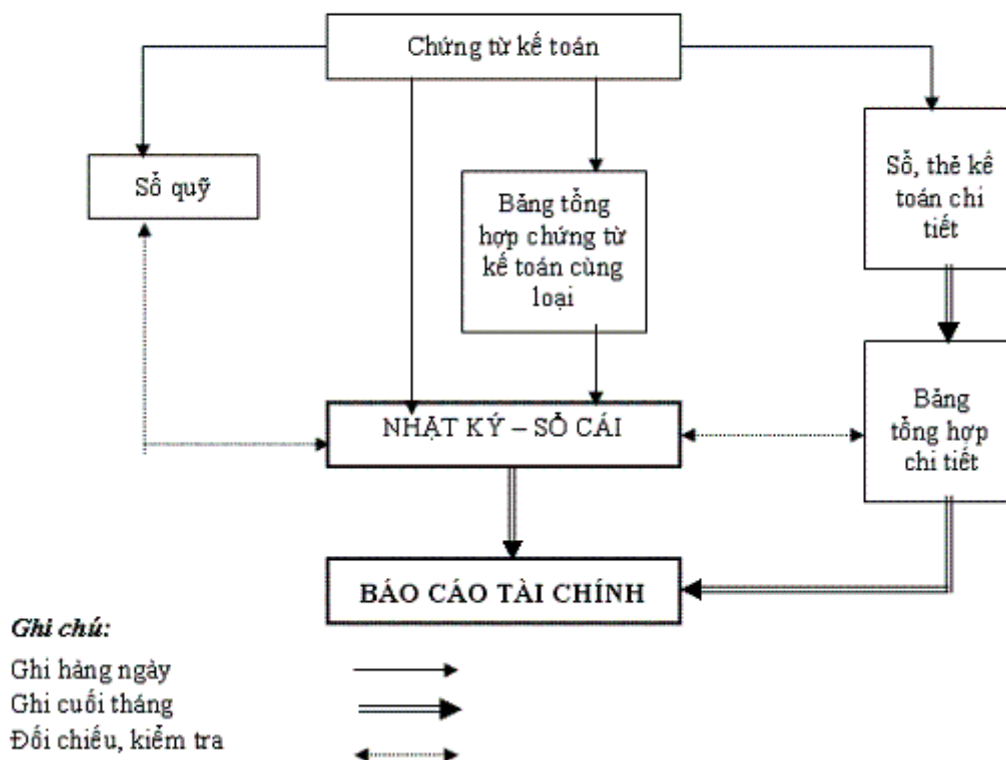 Chứng từ kế toán
Sổ quỹ
Bảng tổng
hợp chứng từ
kế toán cùng
loại
Sổ, thẻ kế
toán chi
tiết
NHẬT KÝ – SỔ CÁI
Bảng
tổng hợp
chi tiết
BÁO CÁO TÀI CHÍNH
Ghi chú:
Ghi hàng ngày
Ghi cuối tháng
Đối chiếu, kiểm tra